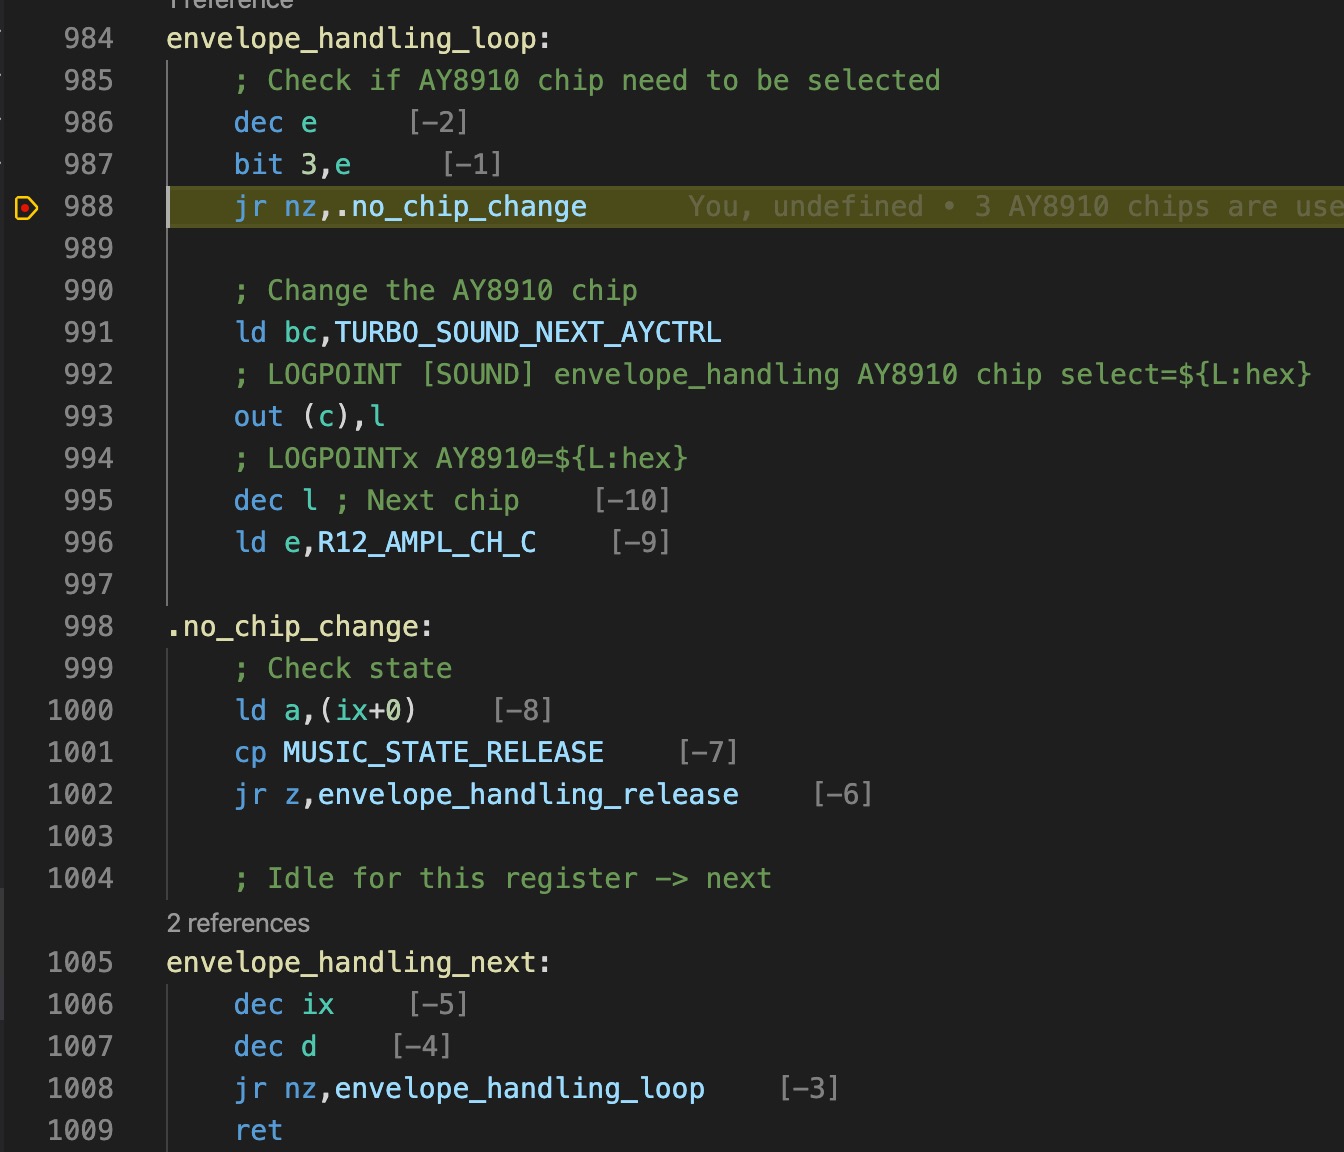 1 reference
984 envelope_handling_loop:
985 ; Check if AY8910 chip need to be selected
986 dec e [-2]
987 bit 3,e [-1]
988 jr nz,.no_chip_change You, undefined • 3 AY8910 chips are use
989
990 ; Change the AY8910 chip
991 ld bc,TURBO_SOUND_NEXT_AYCTRL
992 ; LOGPOINT [SOUND] envelope_handling AY8910 chip select=${L:hex}
993 out (c),l
994 ; LOGPOINTx AY8910=${L:hex}
995 dec l ; Next chip [-10]
996 ld e,R12_AMPL_CH_C [-9]
997
998 .no_chip_change:
999 ; Check state
1000 ld a,(ix+0) [-8]
1001 cp MUSIC_STATE_RELEASE [-7]
1002 jr z,envelope_handling_release [-6]
1003
1004 ; Idle for this register -> next
2 references
1005 envelope_handling_next:
1006 dec ix [-5]
1007 dec d [-4]
1008 jr nz,envelope_handling_loop [-3]
1009 ret